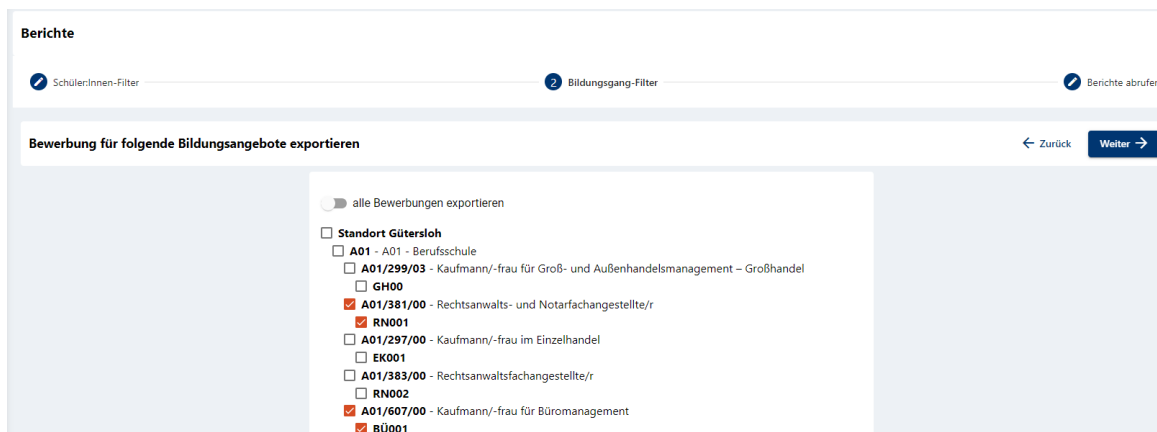 Berichte
Schüler:Innen-Filter
2 Bildungsgang-Filter
Berichte abrufen
Bewerbung für folgende Bildungsangebote exportieren
← Zurück
Weiter →
alle Bewerbungen exportieren
Standort Gütersloh
A01 - A01 - Berufsschule
A01/299/03 - Kaufmann/-frau für Groß- und Außenhandelsmanagement – Großhandel
GH00
A01/381/00 - Rechtsanwalts- und Notarfachangestellte/r
RN001
A01/297/00 - Kaufmann/-frau im Einzelhandel
EK001
A01/383/00 - Rechtsanwaltsfachangestellte/r
RN002
A01/607/00 - Kaufmann/-frau für Büromanagement
BÜ001